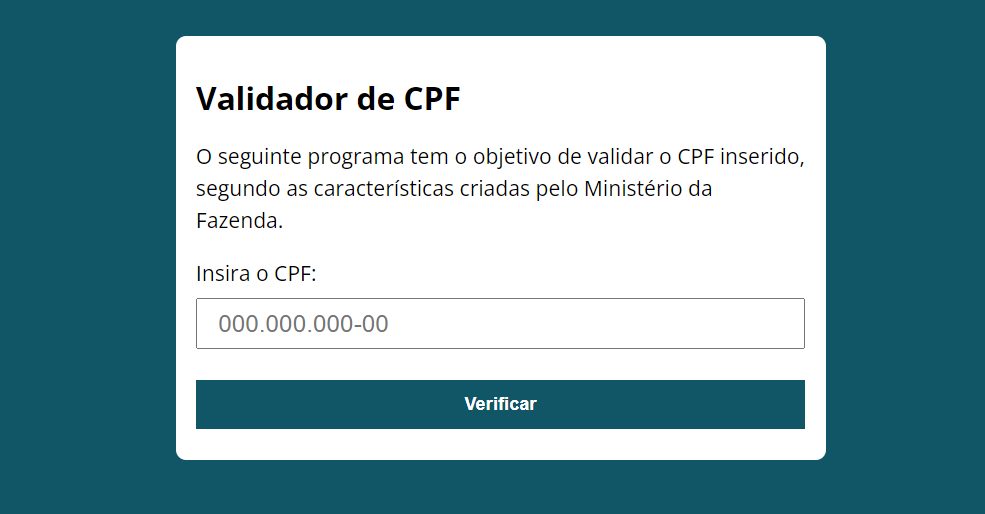 Validador de CPF
O seguinte programa tem o objetivo de validar o CPF inserido,
segundo as características criadas pelo Ministério da
Fazenda.
Insira o CPF:
000.000.000-00
Verificar